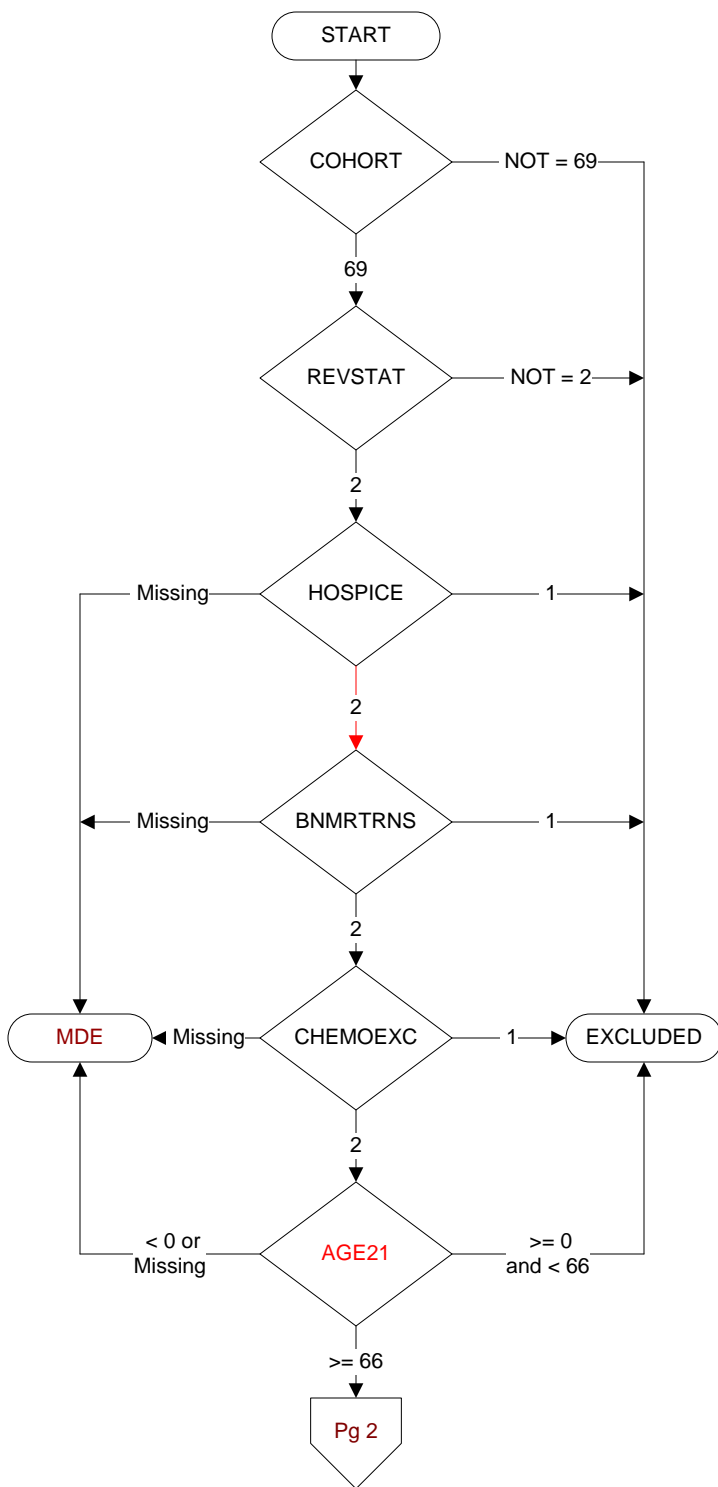 START
COHORT
NOT = 69
69
REVSTAT
NOT = 2
2
Missing
HOSPICE
1
2
Missing
BNMRTRNS
1
2
MDE
Missing
CHEMOEXC
1
EXCLUDED
2
< 0 or
Missing
AGE21
>= 0
and < 66
>= 66
Pg 2